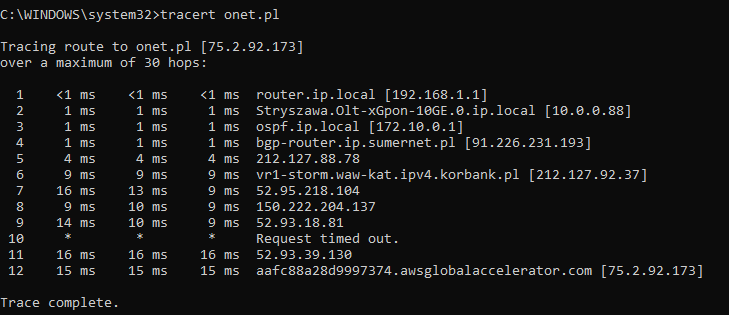 C:\WINDOWS\system32>tracert onet.pl
Tracing route to onet.pl [75.2.92.173]
over a maximum of 30 hops:
1 <1 ms <1 ms <1 ms router.ip.local [192.168.1.1]
2 1 ms 1 ms 1 ms Stryszawa.Olt-xGpon-10GE.0.ip.local [10.0.0.88]
3 1 ms 1 ms 1 ms ospf.ip.local [172.10.0.1]
4 1 ms 1 ms 1 ms bgp-router.ip.sumernet.pl [91.226.231.193]
5 4 ms 4 ms 4 ms 212.127.88.78
6 9 ms 9 ms 9 ms vr1-storm.waw-kat.ipv4.korbank.pl [212.127.92.37]
7 16 ms 13 ms 9 ms 52.95.218.104
8 9 ms 10 ms 9 ms 150.222.204.137
9 14 ms 10 ms 9 ms 52.93.18.81
10 * * * Request timed out.
11 16 ms 16 ms 16 ms 52.93.39.130
12 15 ms 15 ms 15 ms aafc88a28d9997374.awsglobalaccelerator.com [75.2.92.173]
Trace complete.